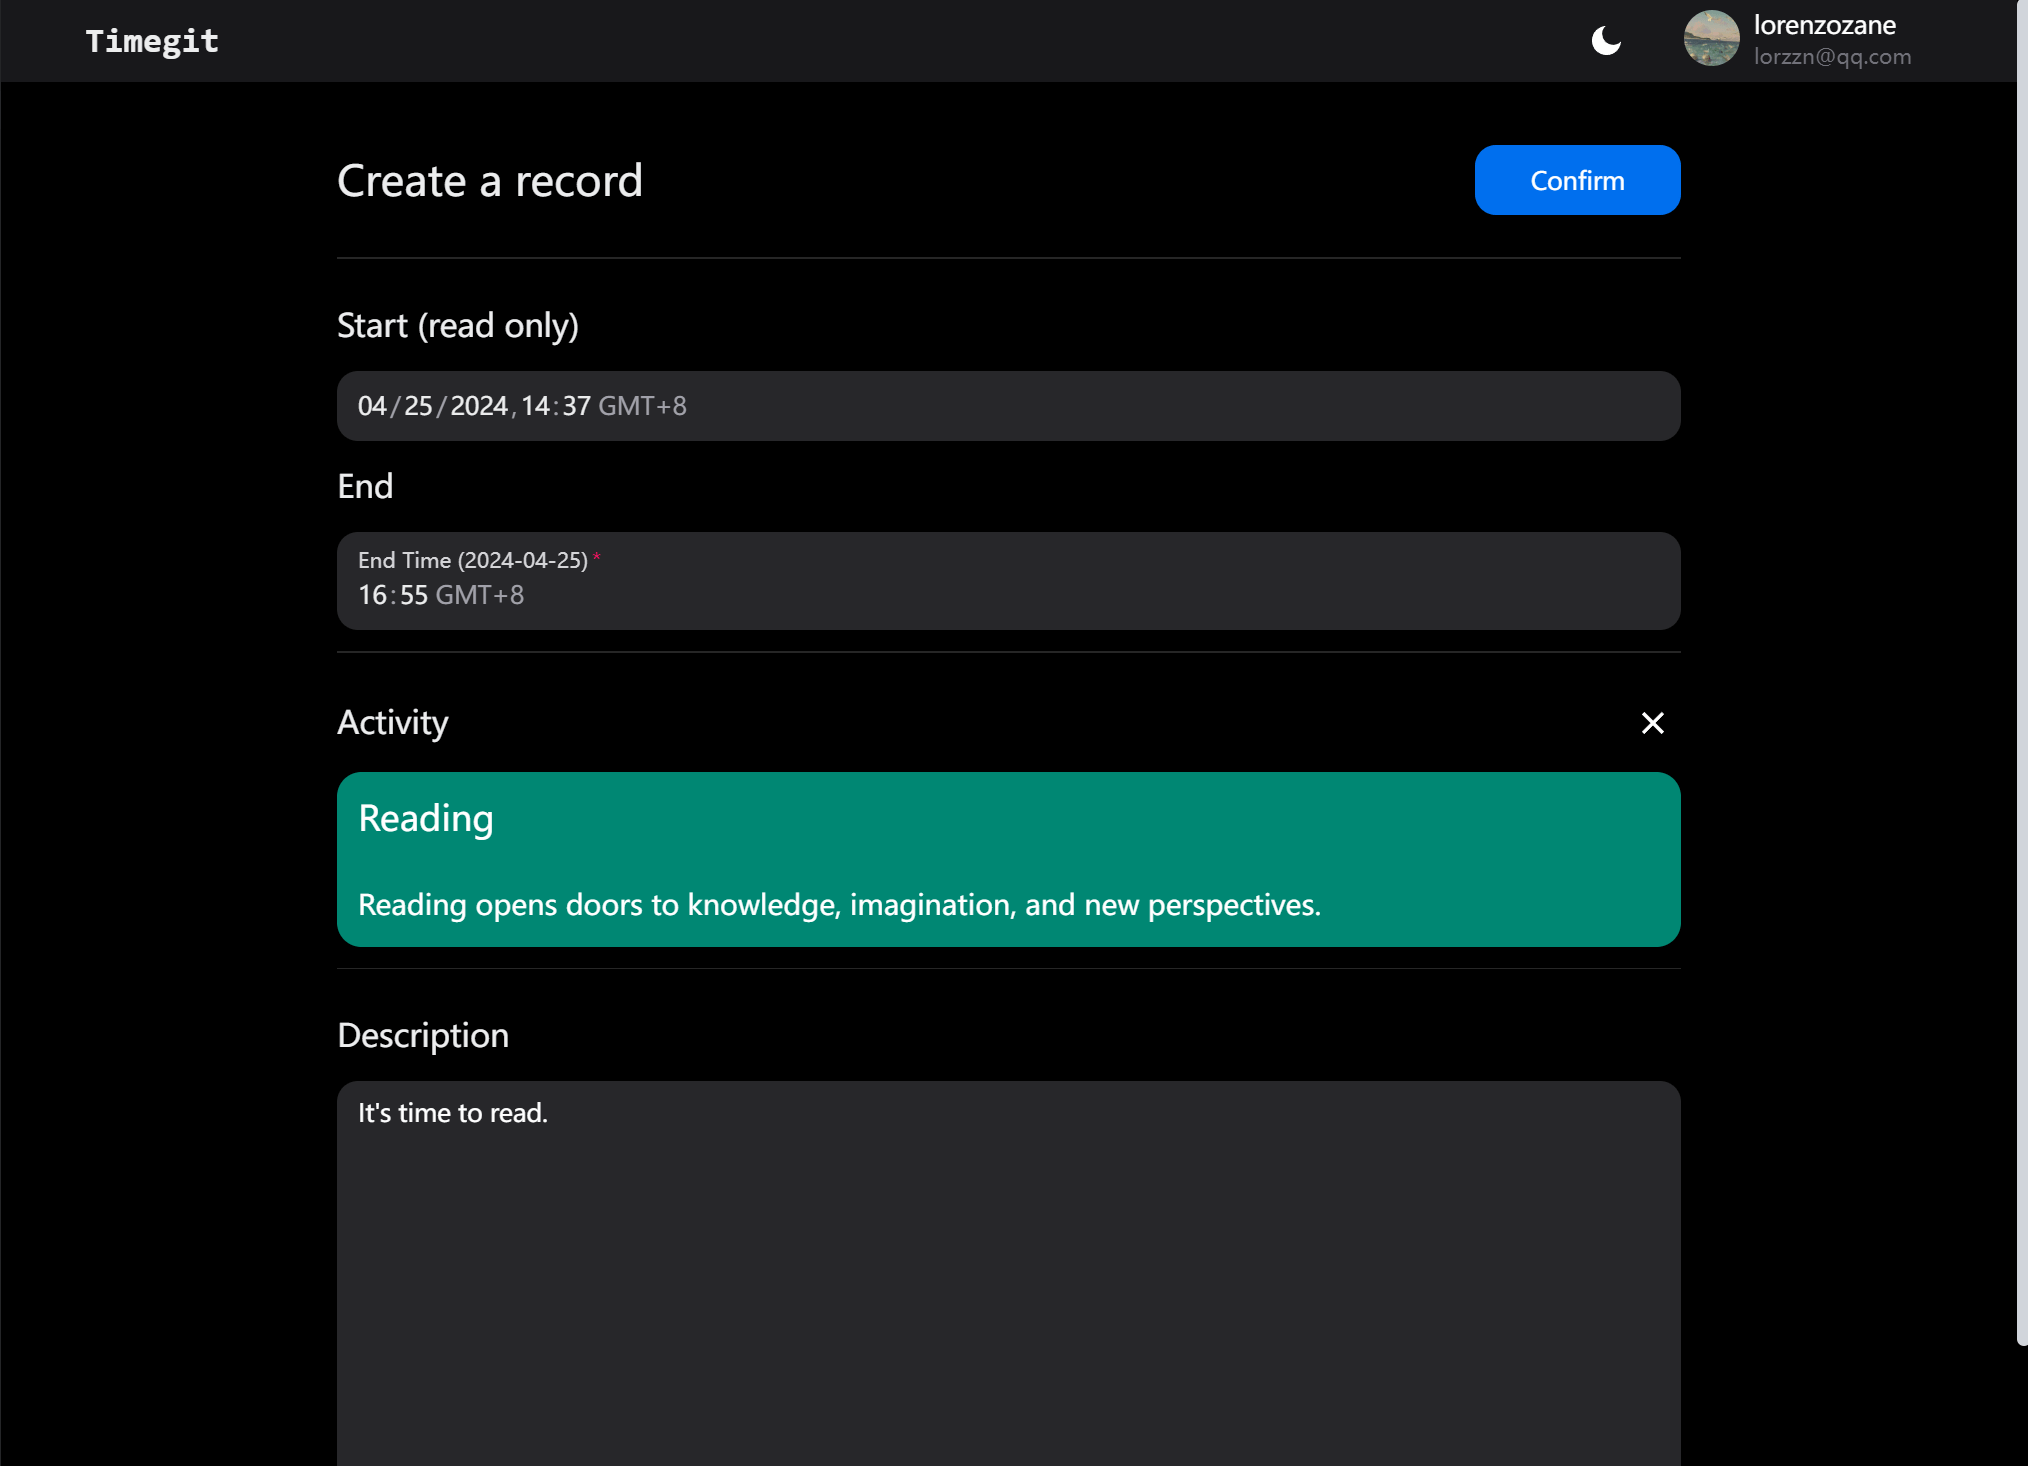 Timegit
lorenzozane
lorzzn@qq.com
Create a record
Confirm
Start (read only)
04/25/2024, 14:37 GMT+8
End
End Time (2024-04-25)*
16:55 GMT+8
Activity
Reading
Reading opens doors to knowledge, imagination, and new perspectives.
Description
It's time to read.